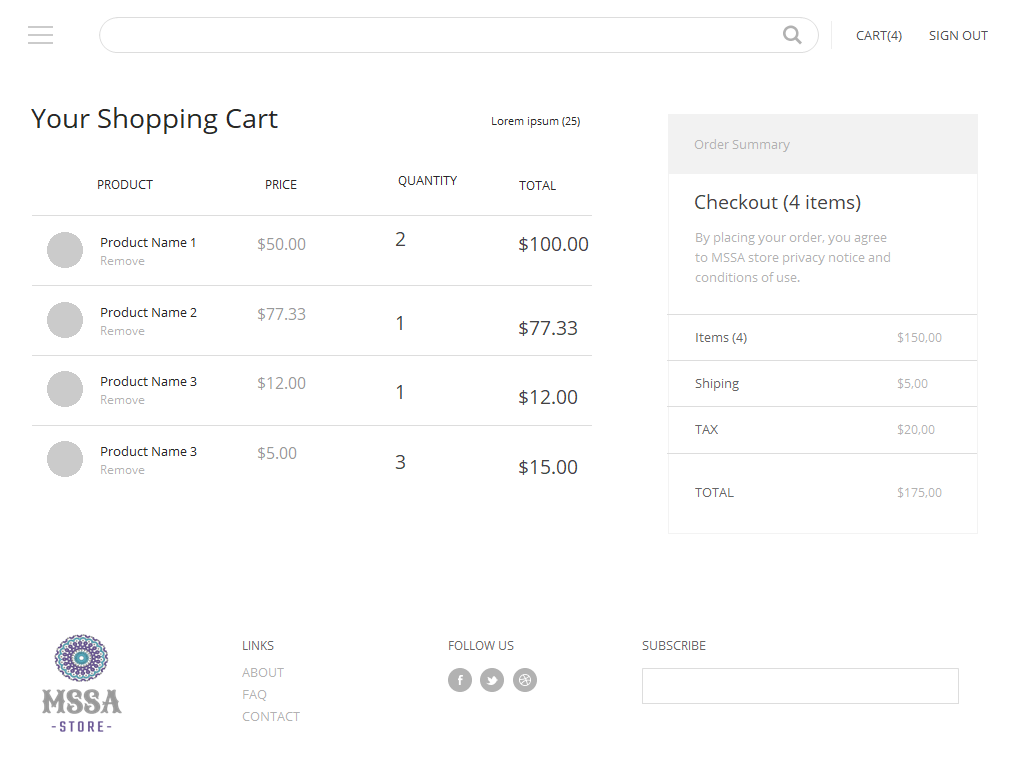 CART(4) SIGN OUT
Your Shopping Cart
Lorem ipsum (25)
PRODUCT PRICE QUANTITY TOTAL
Product Name 1 $50.00 2 $100.00
Remove
Product Name 2 $77.33 1 $77.33
Remove
Product Name 3 $12.00 1 $12.00
Remove
Product Name 3 $5.00 3 $15.00
Remove
Order Summary
Checkout (4 items)
By placing your order, you agree
to MSSA store privacy notice and
conditions of use.
Items (4) $150,00
Shiping $5,00
TAX $20,00
TOTAL $175,00
MSSA
-STORE-
LINKS
ABOUT
FAQ
CONTACT
FOLLOW US
SUBSCRIBE